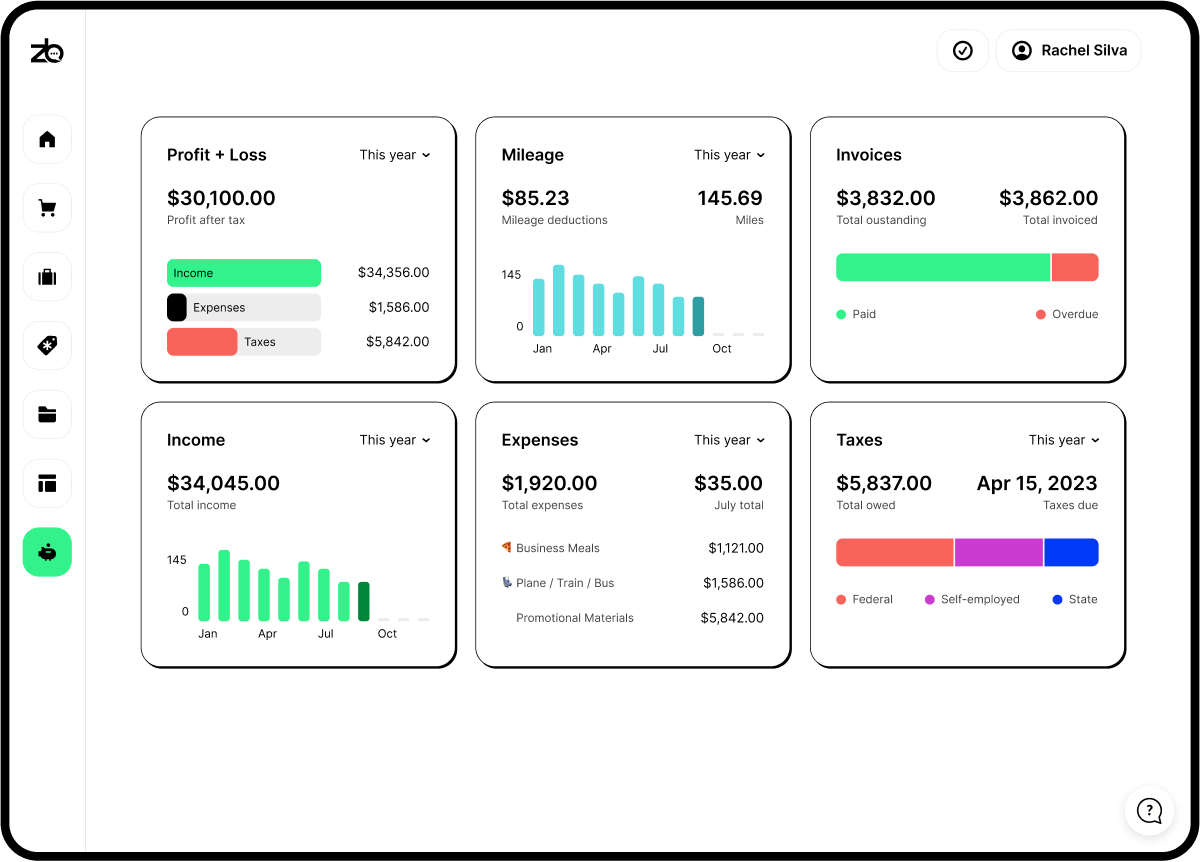 zb
Rachel Silva
Profit + Loss
This year
$30,100.00
Profit after tax
Income
$34,356.00
Expenses
$1,586.00
Taxes
$5,842.00
Mileage
This year
$85.23
145.69
Mileage deductions
Miles
145
0
Jan
Apr
Jul
Oct
Invoices
$3,832.00
$3,862.00
Total oustanding
Total invoiced
Paid
Overdue
Income
This year
$34,045.00
Total income
145
0
Jan
Apr
Jul
Oct
Expenses
This year
$1,920.00
$35.00
Total expenses
July total
Business Meals
$1,121.00
Plane / Train / Bus
$1,586.00
Promotional Materials
$5,842.00
Taxes
This year
$5,837.00
Apr 15, 2023
Total owed
Taxes due
Federal
Self-employed
State
?